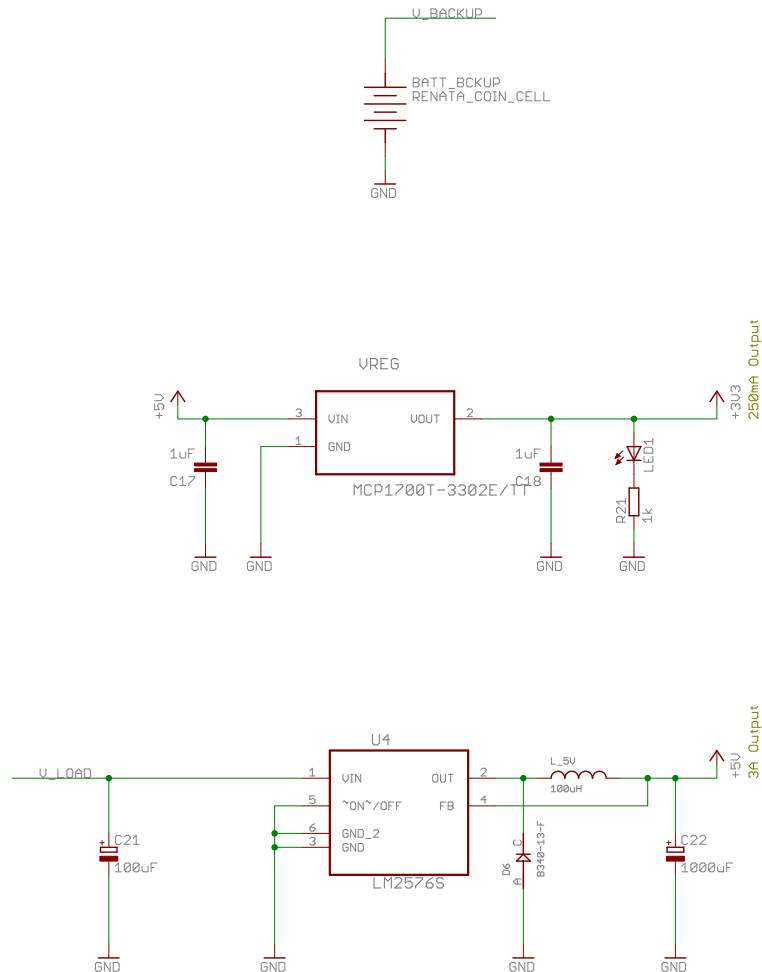 V_BACKUP
BATT_BCKUP
RENATA_COIN_CELL
GND
250mA Output
VREG
+5V
+3V3
3
VIN
VOUT
2
1
GND
1uF
C17
1uF
C18
LED1
MCP1700T-3302E/TT
R21
1k
GND
GND
GND
GND
3A Output
U4
+5V
L_5V
V_LOAD
1
VIN
OUT
2
100uH
5
~ON~/OFF
FB
4
6
GND_2
3
GND
C21
100uF
C
D6
A
B340-13-F
C22
1000uF
+
+
LM2576S
GND
GND
GND
GND